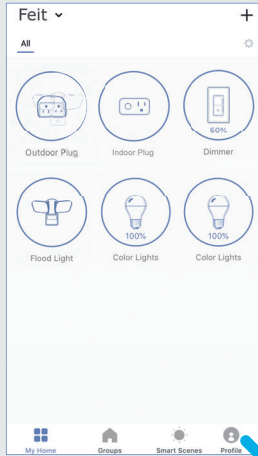 Feit
All
Outdoor Plug Indoor Plug 60% Dimmer
Flood Light 100% Color Lights 100% Color Lights
My Home Groups Smart Scenes Profile